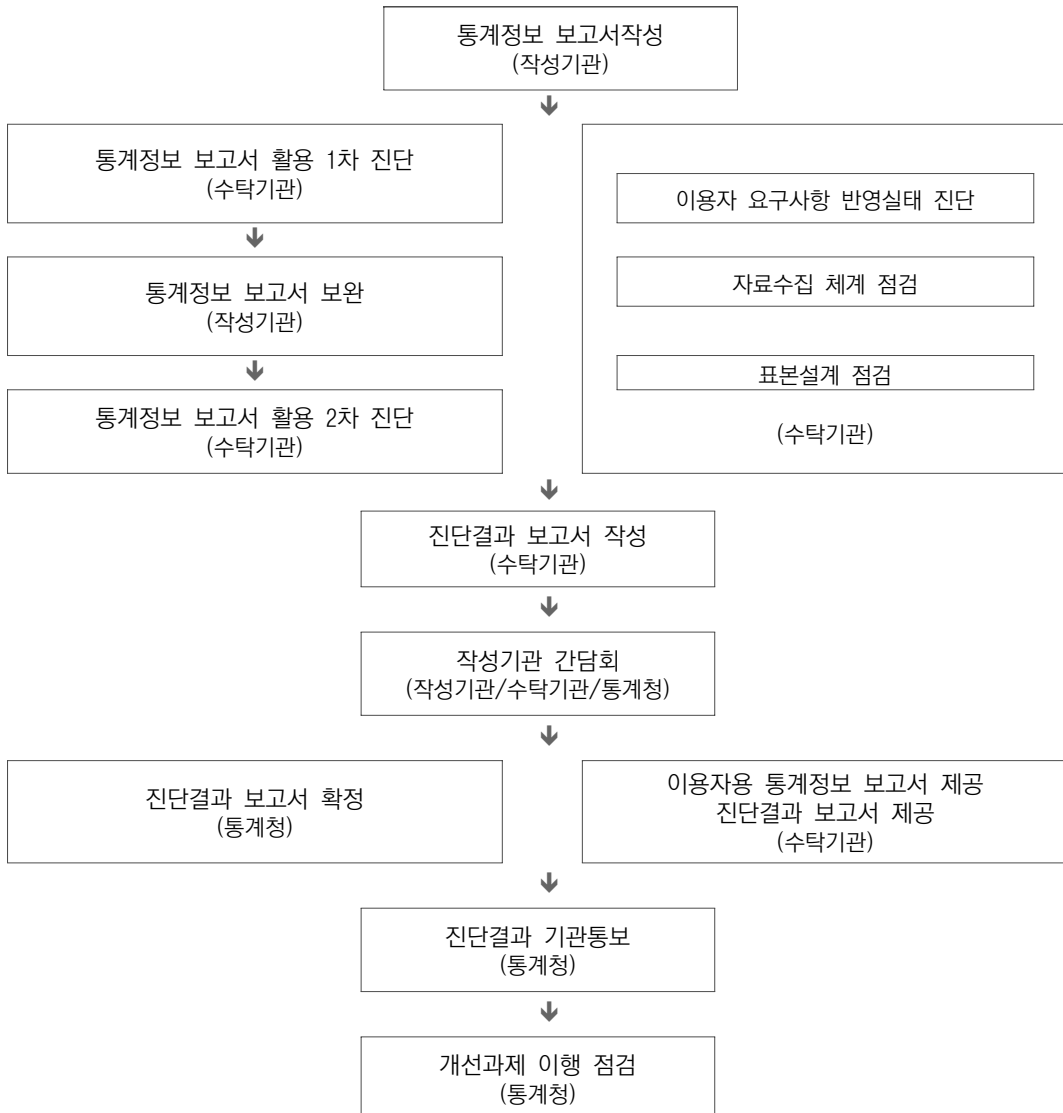 통계정보 보고서작성
(작성기관)
통계정보 보고서 활용 1차 진단
(수탁기관)
통계정보 보고서 보완
(작성기관)
통계정보 보고서 활용 2차 진단
(수탁기관)
이용자 요구사항 반영실태 진단
자료수집 체계 점검
표본설계 점검
(수탁기관)
진단결과 보고서 작성
(수탁기관)
작성기관 간담회
(작성기관/수탁기관/통계청)
진단결과 보고서 확정
(통계청)
이용자용 통계정보 보고서 제공
진단결과 보고서 제공
(수탁기관)
진단결과 기관통보
(통계청)
개선과제 이행 점검
(통계청)